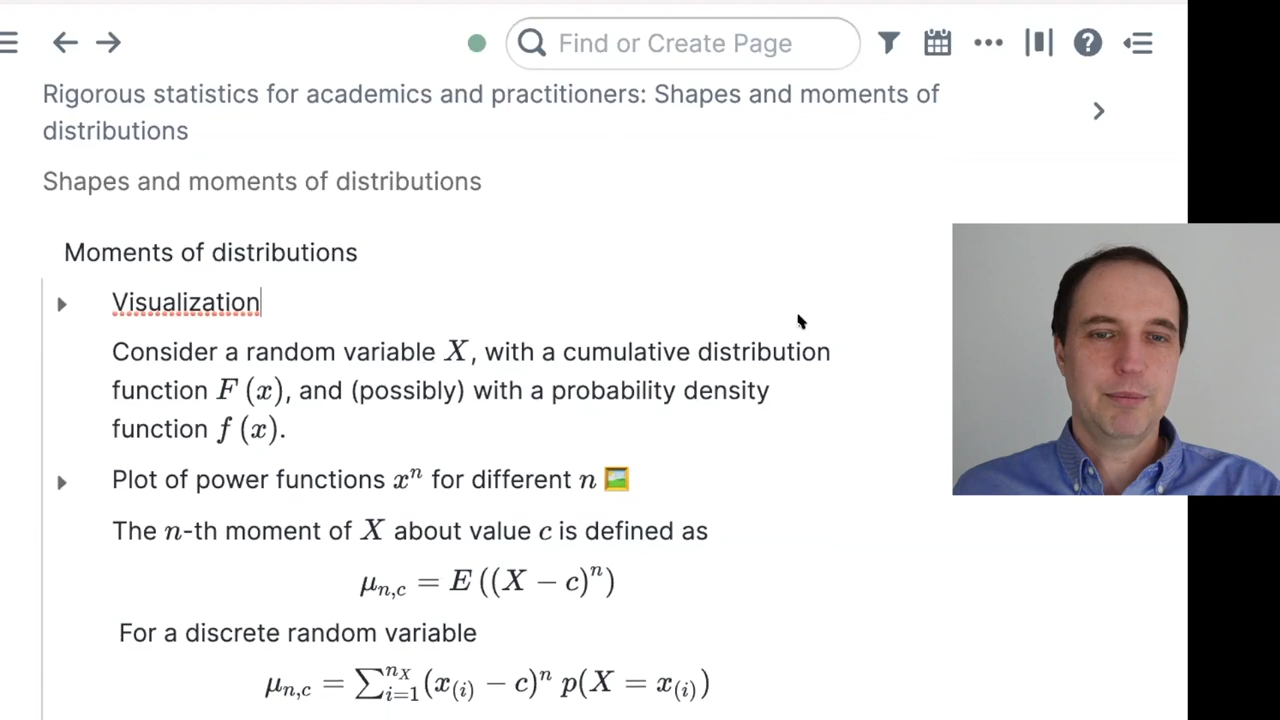 Find or Create Page
Rigorous statistics for academics and practitioners: Shapes and moments of
distributions
Shapes and moments of distributions
Moments of distributions
Visualization
Consider a random variable X, with a cumulative distribution
function F (x), and (possibly) with a probability density
function f (x).
Plot of power functions xⁿ for different n 🖼️
The n-th moment of X about value c is defined as
μ_{n,c} = E ((X − c)ⁿ)
For a discrete random variable
μ_{n,c} = ∑_{i=1}^{n_X} (x_{(i)} − c)ⁿ p(X = x_{(i)})